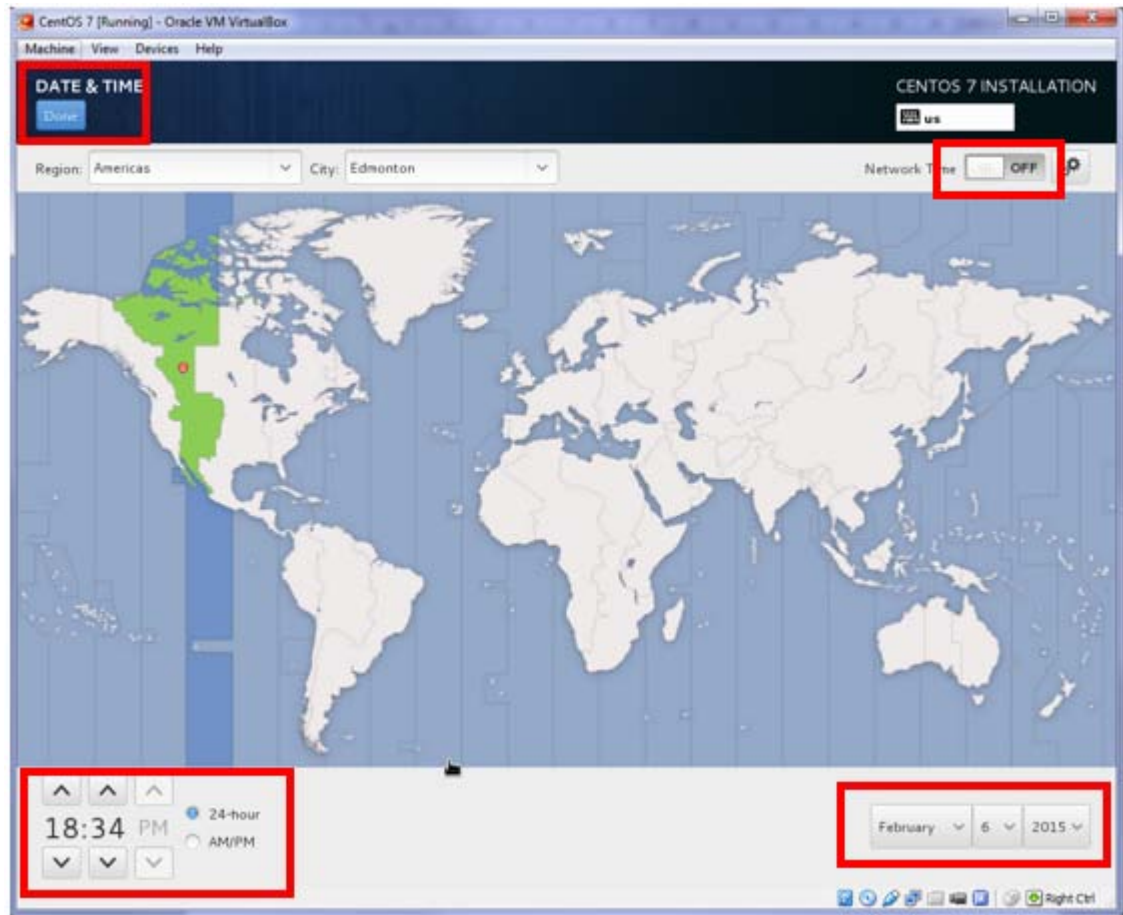 CentOS 7 [Running] - Oracle VM VirtualBox
Machine View Devices Help
DATE & TIME
Done
CENTOS 7 INSTALLATION
us
Region: Americas City: Edmonton Network Time OFF
18:34 PM
24-hour
AM/PM
February 6 2015
Right Ctrl